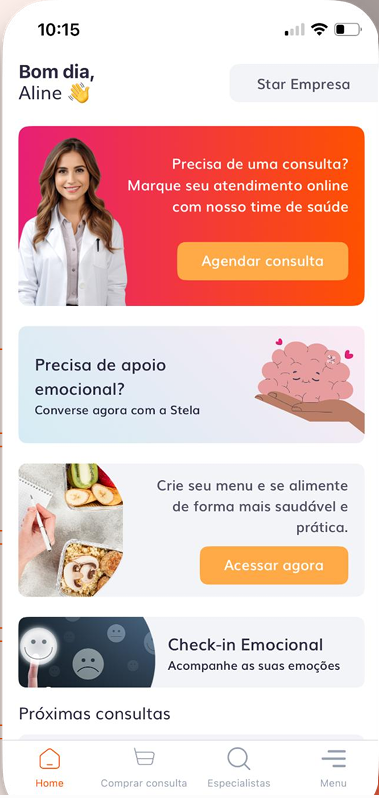 10:15
Bom dia,
Aline 👋
Star Empresa
Precisa de uma consulta?
Marque seu atendimento online
com nosso time de saúde
Agendar consulta
Precisa de apoio
emocional?
Converse agora com a Stela
Crie seu menu e se alimente
de forma mais saudável e
prática.
Acessar agora
Check-in Emocional
Acompanhe as suas emoções
Próximas consultas
Home
Comprar consulta
Especialistas
Menu